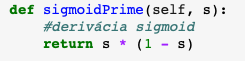 def sigmoidPrime(self, s):
    #derivácia sigmoid
    return s * (1 - s)